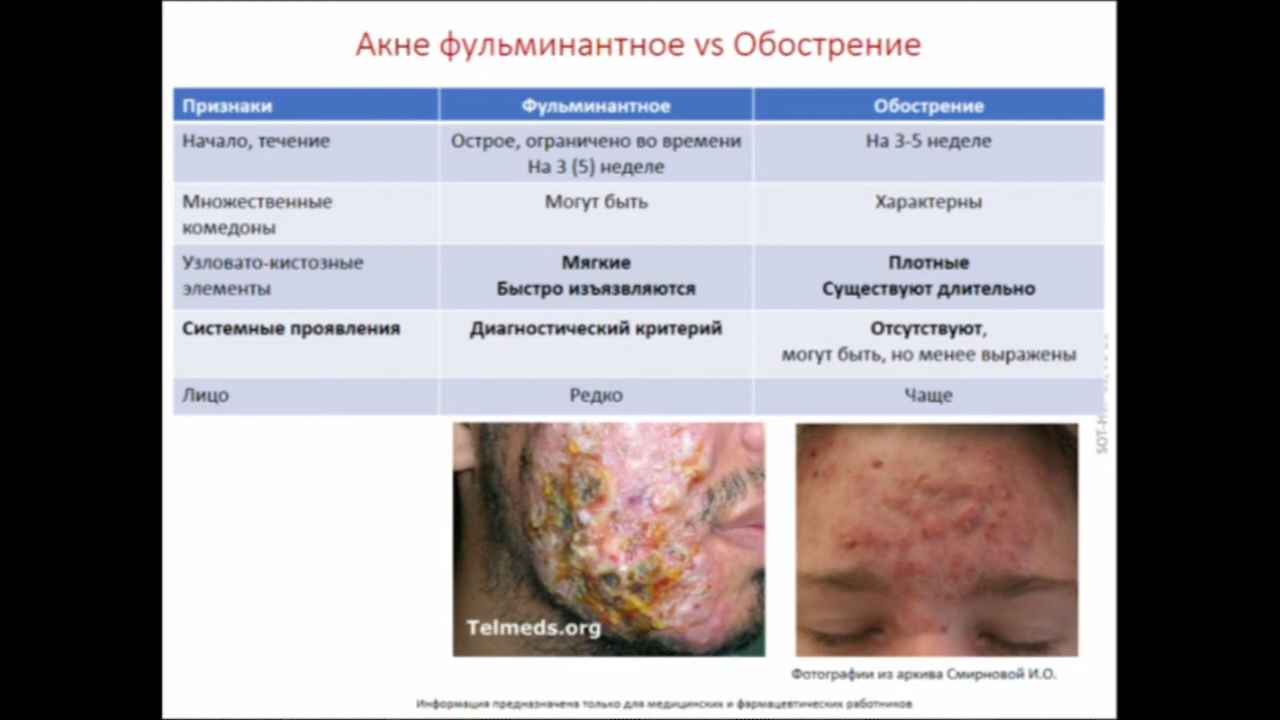 Акне фульминантное vs Обострение
Признаки
Фульминантное
Обострение
Начало, течение
Острое, ограничено во времени
На 3 (5) неделе
На 3-5 неделе
Множественные
комедоны
Могут быть
Характерны
Узловато-кистозные
элементы
Мягкие
Быстро изъязвляются
Плотные
Существуют длительно
Системные проявления
Диагностический критерий
Отсутствуют,
могут быть, но менее выражены
Лицо
Редко
Чаще
Telmeds.org
Фотографии из архива Смирновой И.О.
Информация предназначена только для медицинских и фармацевтических работников